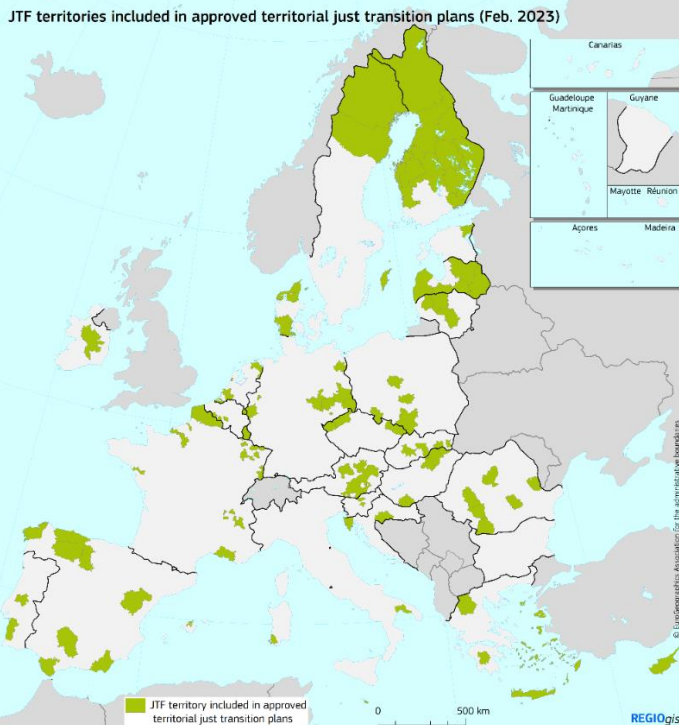 JTF territories included in approved territorial just transition plans (Feb. 2023)
Canarias
Guadeloupe
Martinique
Guyane
Mayotte Réunion
Açores
Madeira
© EuroGeographics Association for the administrative boundaries
JTF territory included in approved
territorial just transition plans
0
500 km
REGIOgis